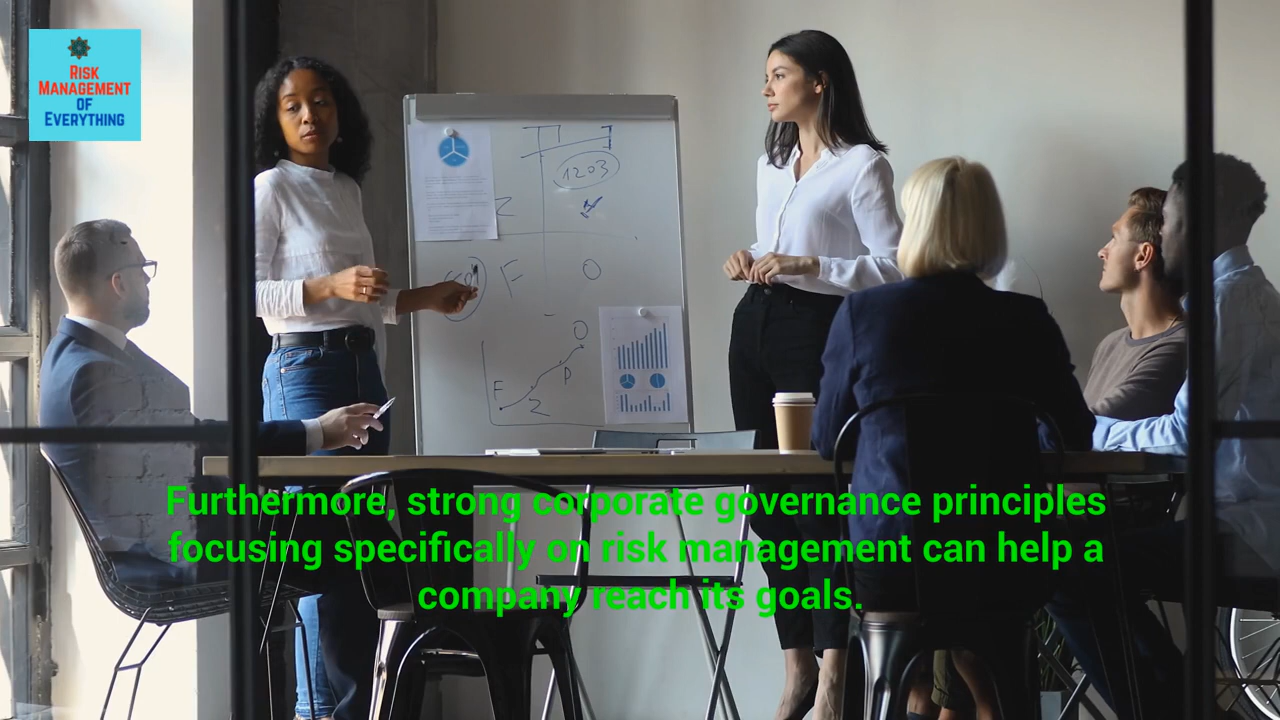 Risk
Management
of
Everything
1203
Z
F
O
O
F
P
Z
Furthermore, strong corporate governance principles
focusing specifically on risk management can help a
company reach its goals.